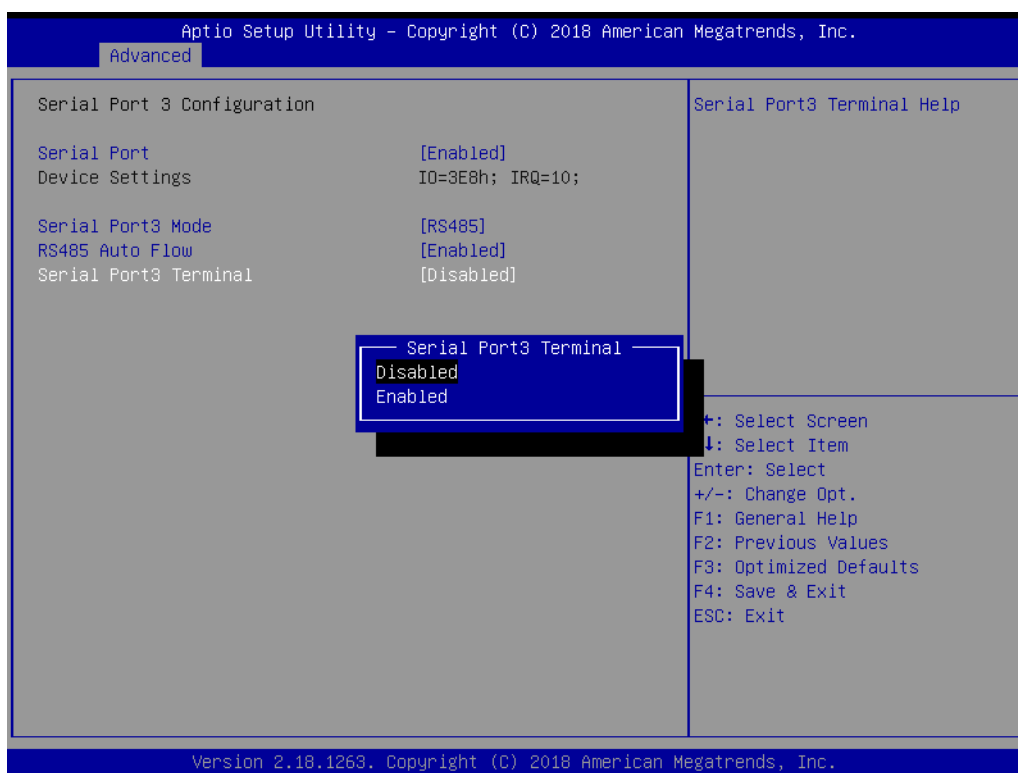 Aptio Setup Utility – Copyright (C) 2018 American Megatrends, Inc.
Advanced
Serial Port 3 Configuration
Serial Port [Enabled]
Device Settings IO=3E8h; IRQ=10;
Serial Port3 Mode [RS485]
RS485 Auto Flow [Enabled]
Serial Port3 Terminal [Disabled]
Serial Port3 Terminal
Disabled
Enabled
Serial Port3 Terminal Help
: Select Screen
: Select Item
Enter: Select
+/-: Change Opt.
F1: General Help
F2: Previous Values
F3: Optimized Defaults
F4: Save & Exit
ESC: Exit
Version 2.18.1263. Copyright (C) 2018 American Megatrends, Inc.